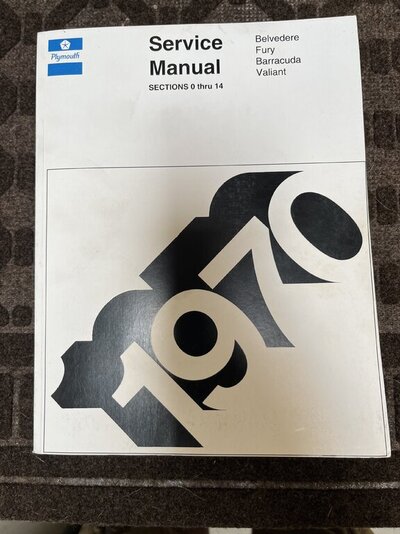 Plymouth
Service
Manual
SECTIONS 0 thru 14
Belvedere
Fury
Barracuda
Valiant
1970